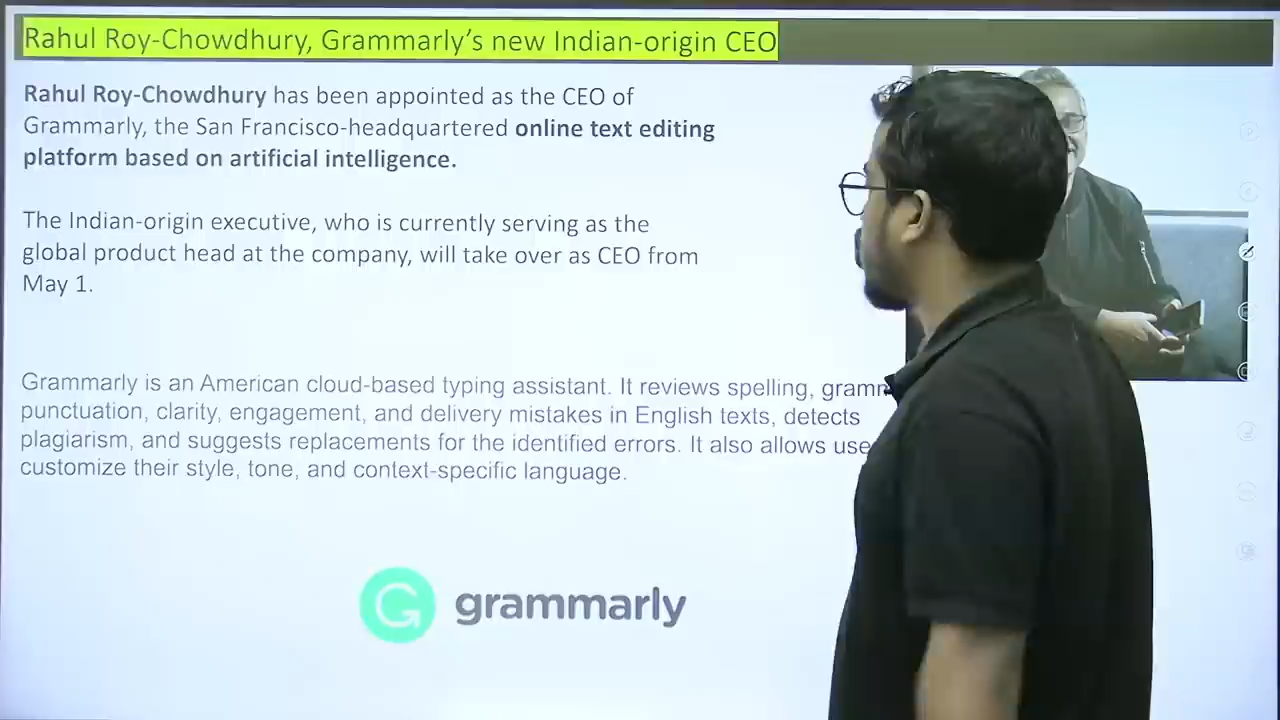 Rahul Roy-Chowdhury, Grammarly's new Indian-origin CEO
Rahul Roy-Chowdhury has been appointed as the CEO of
Grammarly, the San Francisco-headquartered online text editing
platform based on artificial intelligence.
The Indian-origin executive, who is currently serving as the
global product head at the company, will take over as CEO from
May 1.
Grammarly is an American cloud-based typing assistant. It reviews spelling,
punctuation, clarity, engagement, and delivery mistakes in English texts, detects
plagiarism, and suggests replacements for the identified errors. It also allows
customize their style, tone, and context-specific language.
grammarly